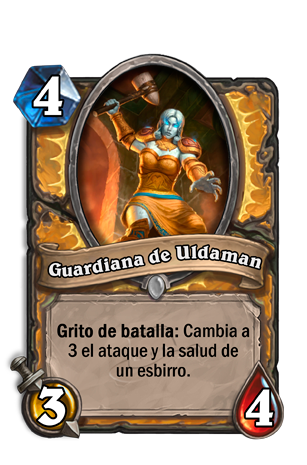 4
Guardiana de Uldaman
Grito de batalla: Cambia a
3 el ataque y la salud de
un esbirro.
3
4